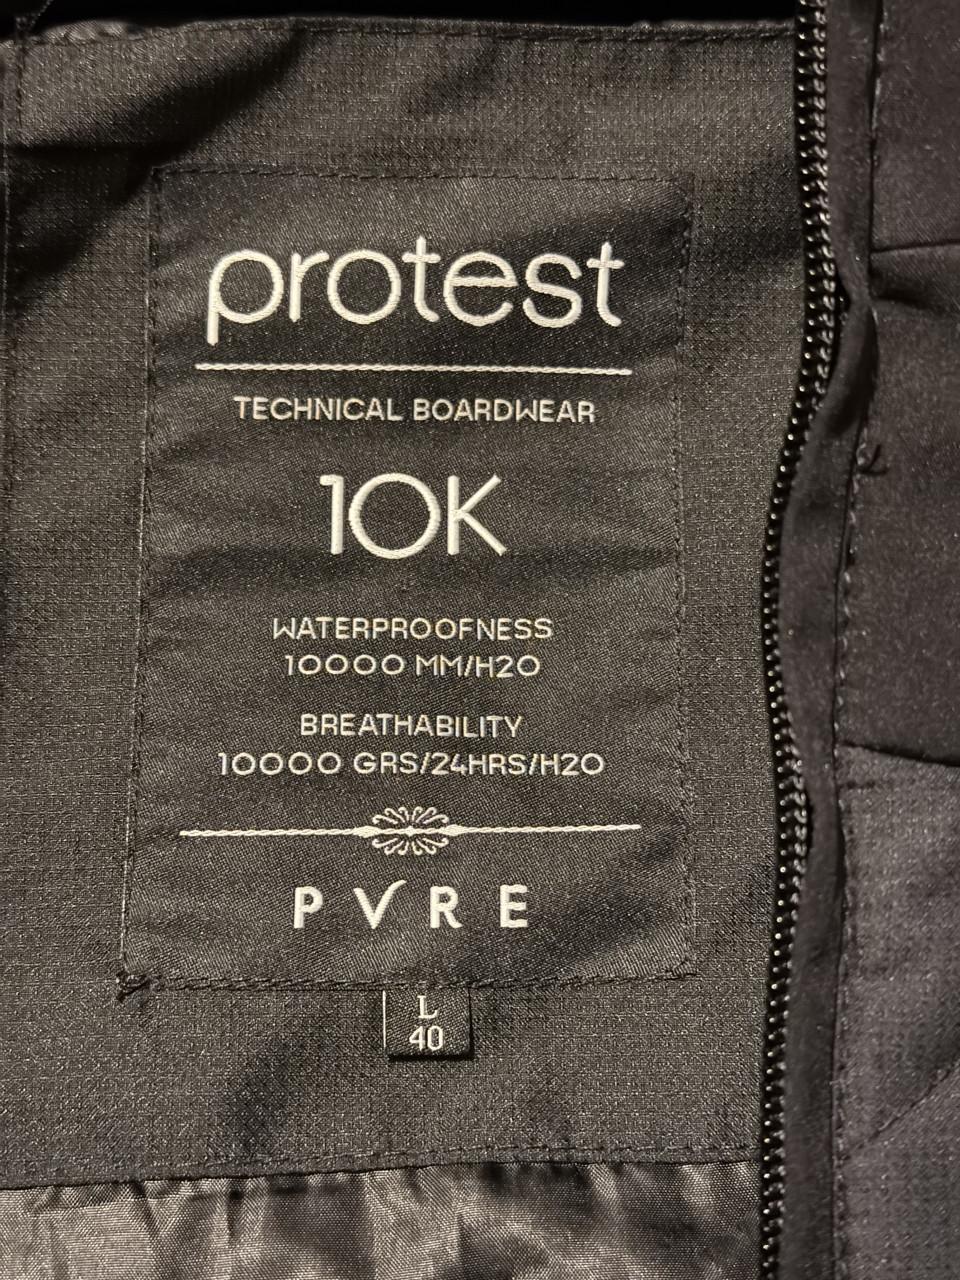 protest
TECHNICAL BOARDWEAR
10K
WATERPROOFNESS
10000 MM/H2O
BREATHABILITY
10000 GRS/24HRS/H2O
PVRE
L
40